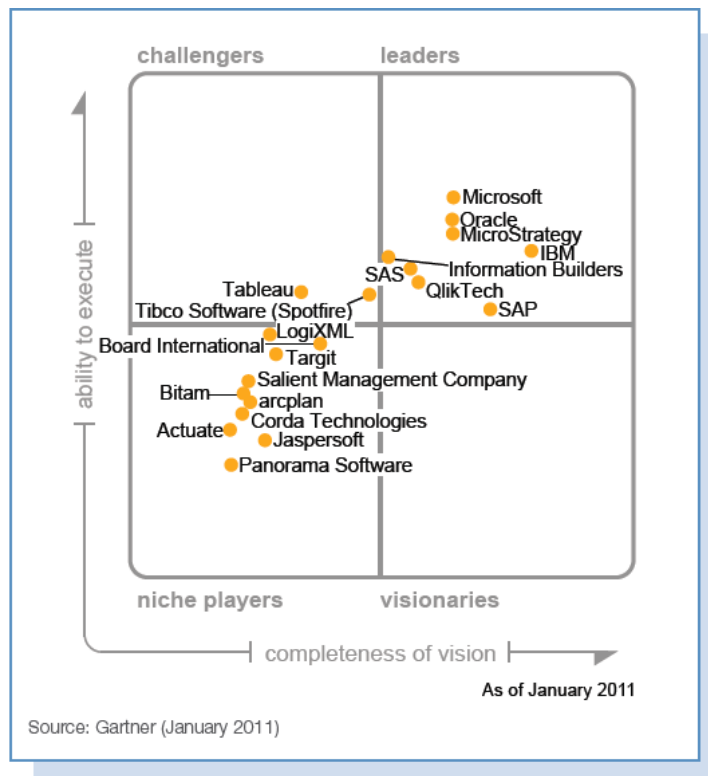 challengers
leaders
ability to execute
Microsoft
Oracle
MicroStrategy
IBM
Information Builders
SAS
QlikTech
Tableau
Tibco Software (Spotfire)
SAP
LogiXML
Board International
Targit
Salient Management Company
Bitam
arcplan
Corda Technologies
Actuate
Jaspersoft
Panorama Software
niche players
visionaries
completeness of vision
As of January 2011
Source: Gartner (January 2011)